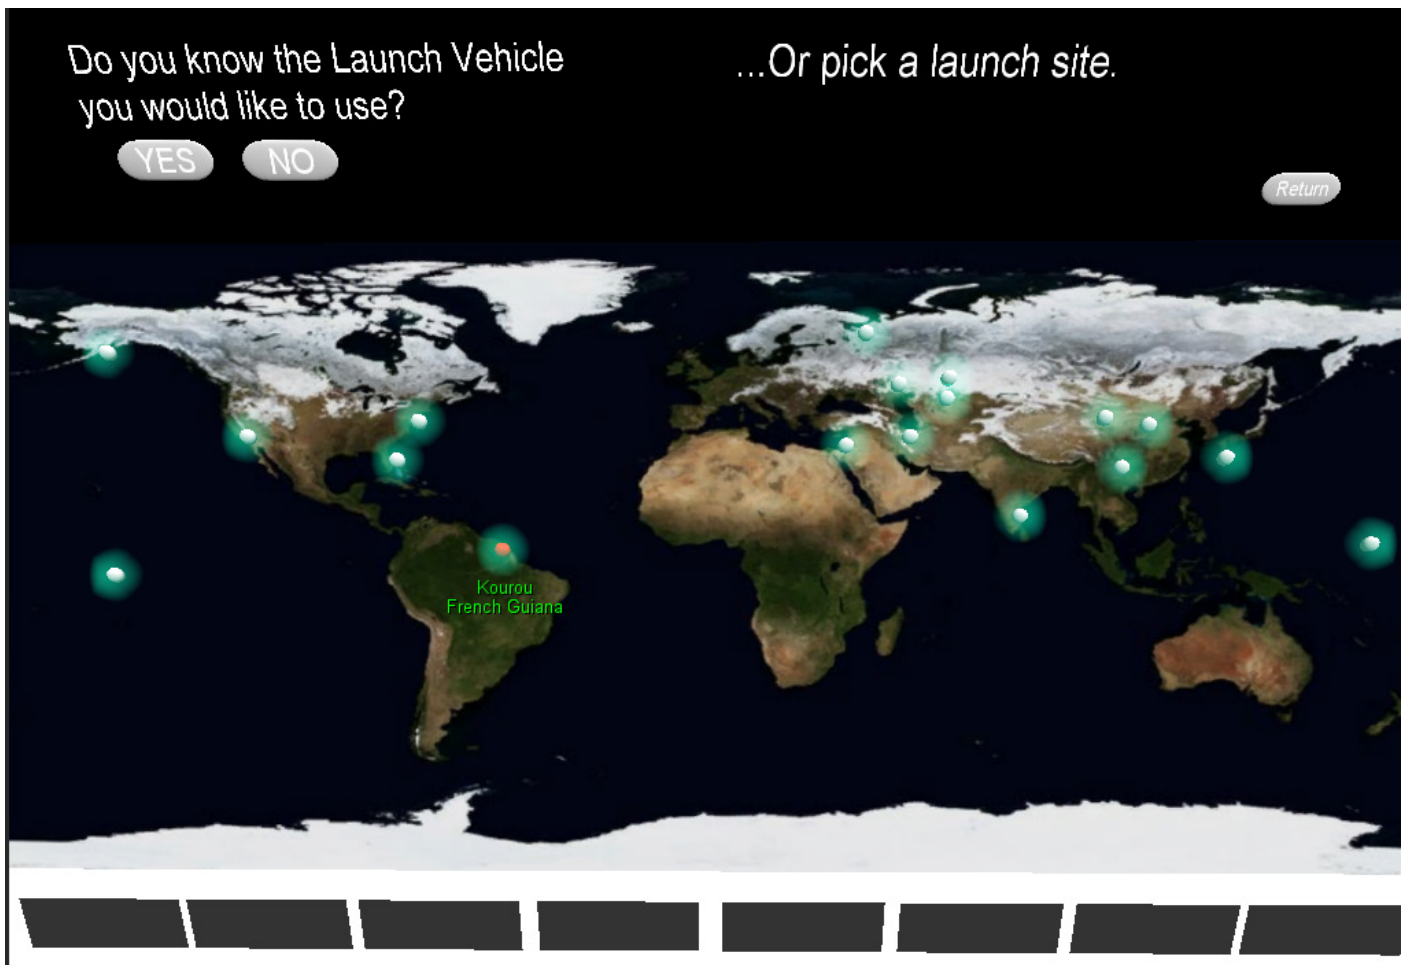 Do you know the Launch Vehicle
you would like to use?
YES
NO
...Or pick a launch site.
Return
Kourou
French Guiana